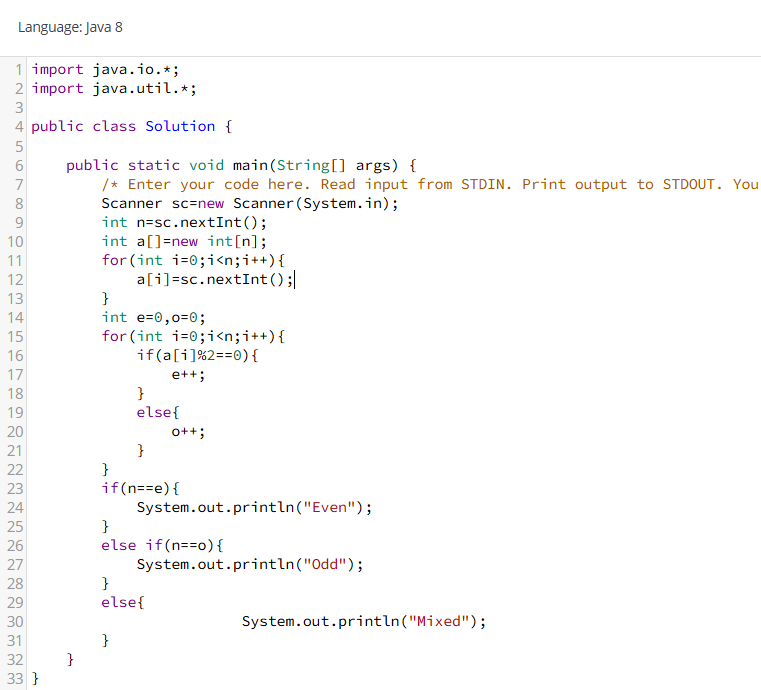 Language: Java 8
1 import java.io.*;
2 import java.util.*;
3
4 public class Solution {
5
6     public static void main(String[] args) {
7         /* Enter your code here. Read input from STDIN. Print output to STDOUT. You
8         Scanner sc=new Scanner(System.in);
9         int n=sc.nextInt();
10         int a[]=new int[n];
11         for(int i=0;i<n;i++){
12             a[i]=sc.nextInt();
13         }
14         int e=0,o=0;
15         for(int i=0;i<n;i++){
16             if(a[i]%2==0){
17                 e++;
18             }
19             else{
20                 o++;
21             }
22         }
23         if(n==e){
24             System.out.println("Even");
25         }
26         else if(n==o){
27             System.out.println("Odd");
28         }
29         else{
30                         System.out.println("Mixed");
31         }
32     }
33 }